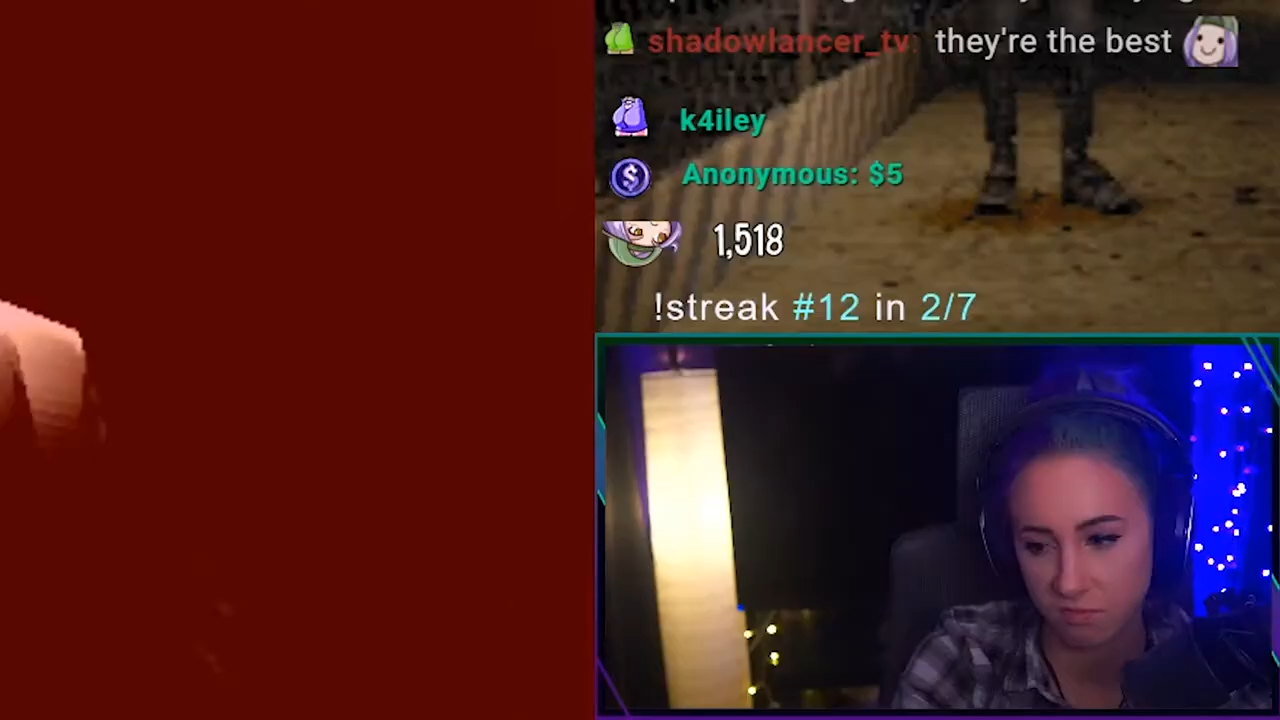 shadowlancer_tv: they're the best
k4iley
$ Anonymous: $5
1,518
!streak #12 in 2/7